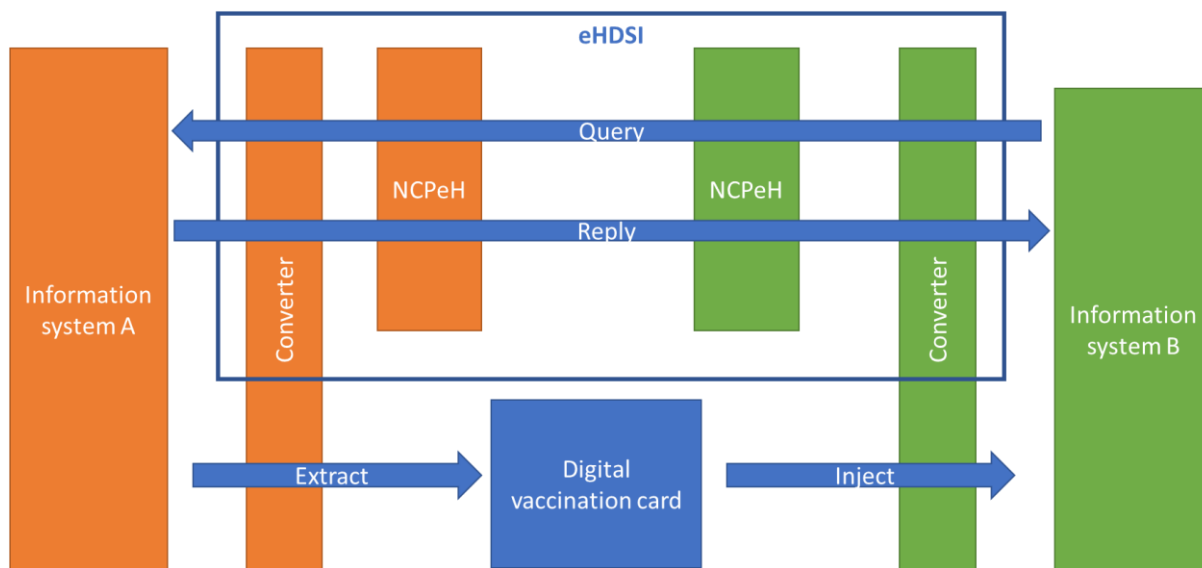 eHDSI
Query
NCPeH
NCPeH
Reply
Information
system A
Converter
Converter
Information
system B
Extract
Digital
vaccination card
Inject